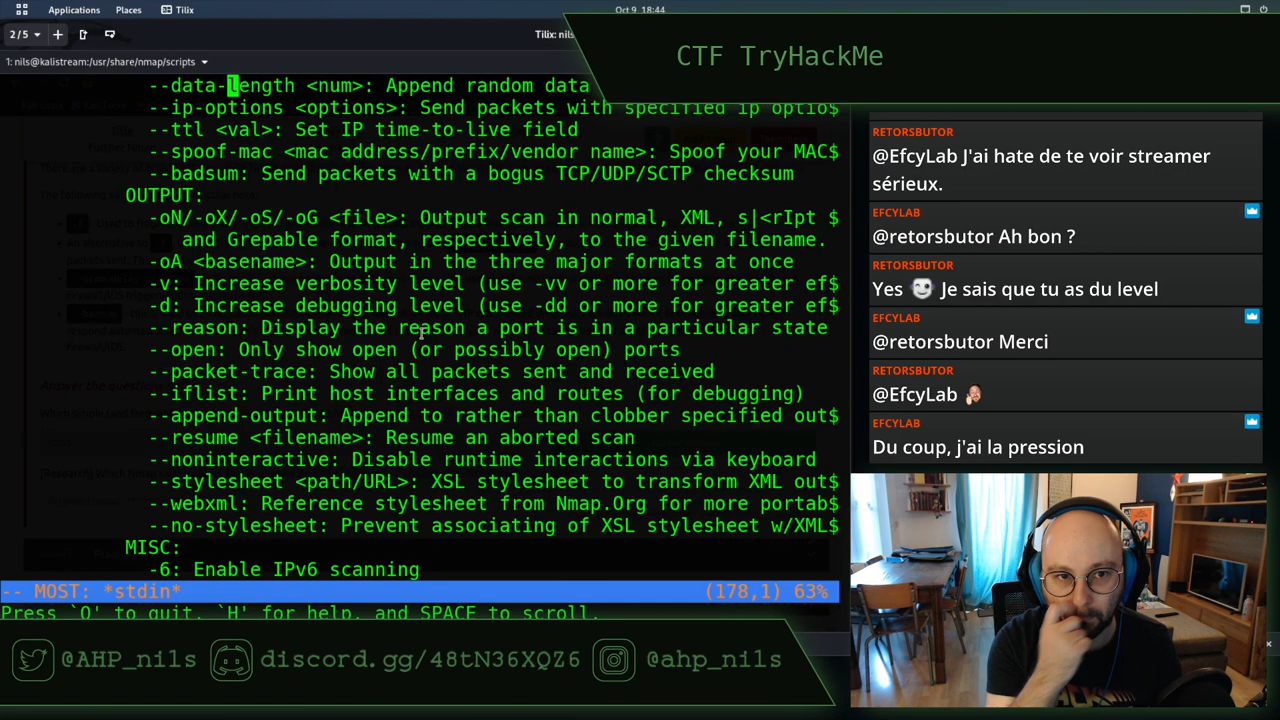 Applications Places Tilix Oct 9 18:44
2/5 Tilix: nils
1: nils@kalistream:/usr/share/nmap/scripts
CTF TryHackMe
--data-length <num>: Append random data
--ip-options <options>: Send packets with specified ip optio$
--ttl <val>: Set IP time-to-live field
--spoof-mac <mac address/prefix/vendor name>: Spoof your MAC$
--badsum: Send packets with a bogus TCP/UDP/SCTP checksum
OUTPUT:
-oN/-oX/-oS/-oG <file>: Output scan in normal, XML, s|<rIpt $
and Grepable format, respectively, to the given filename.
-oA <basename>: Output in the three major formats at once
-v: Increase verbosity level (use -vv or more for greater ef$
-d: Increase debugging level (use -dd or more for greater ef$
--reason: Display the reason a port is in a particular state
--open: Only show open (or possibly open) ports
--packet-trace: Show all packets sent and received
--iflist: Print host interfaces and routes (for debugging)
--append-output: Append to rather than clobber specified out$
--resume <filename>: Resume an aborted scan
--noninteractive: Disable runtime interactions via keyboard
--stylesheet <path/URL>: XSL stylesheet to transform XML out$
--webxml: Reference stylesheet from Nmap.Org for more portab$
--no-stylesheet: Prevent associating of XSL stylesheet w/XML$
MISC:
-6: Enable IPv6 scanning
-- MOST: *stdin* (178,1) 63%
Press `Q' to quit, `H' for help, and SPACE to scroll.
RETORSBUTOR
@EfcyLab J'ai hate de te voir streamer
sérieux.
EFCYLAB
@retorsbutor Ah bon ?
RETORSBUTOR
Yes Je sais que tu as du level
EFCYLAB
@retorsbutor Merci
RETORSBUTOR
@EfcyLab
EFCYLAB
Du coup, j'ai la pression
@AHP_nils discord.gg/48tN36XQZ6 @ahp_nils